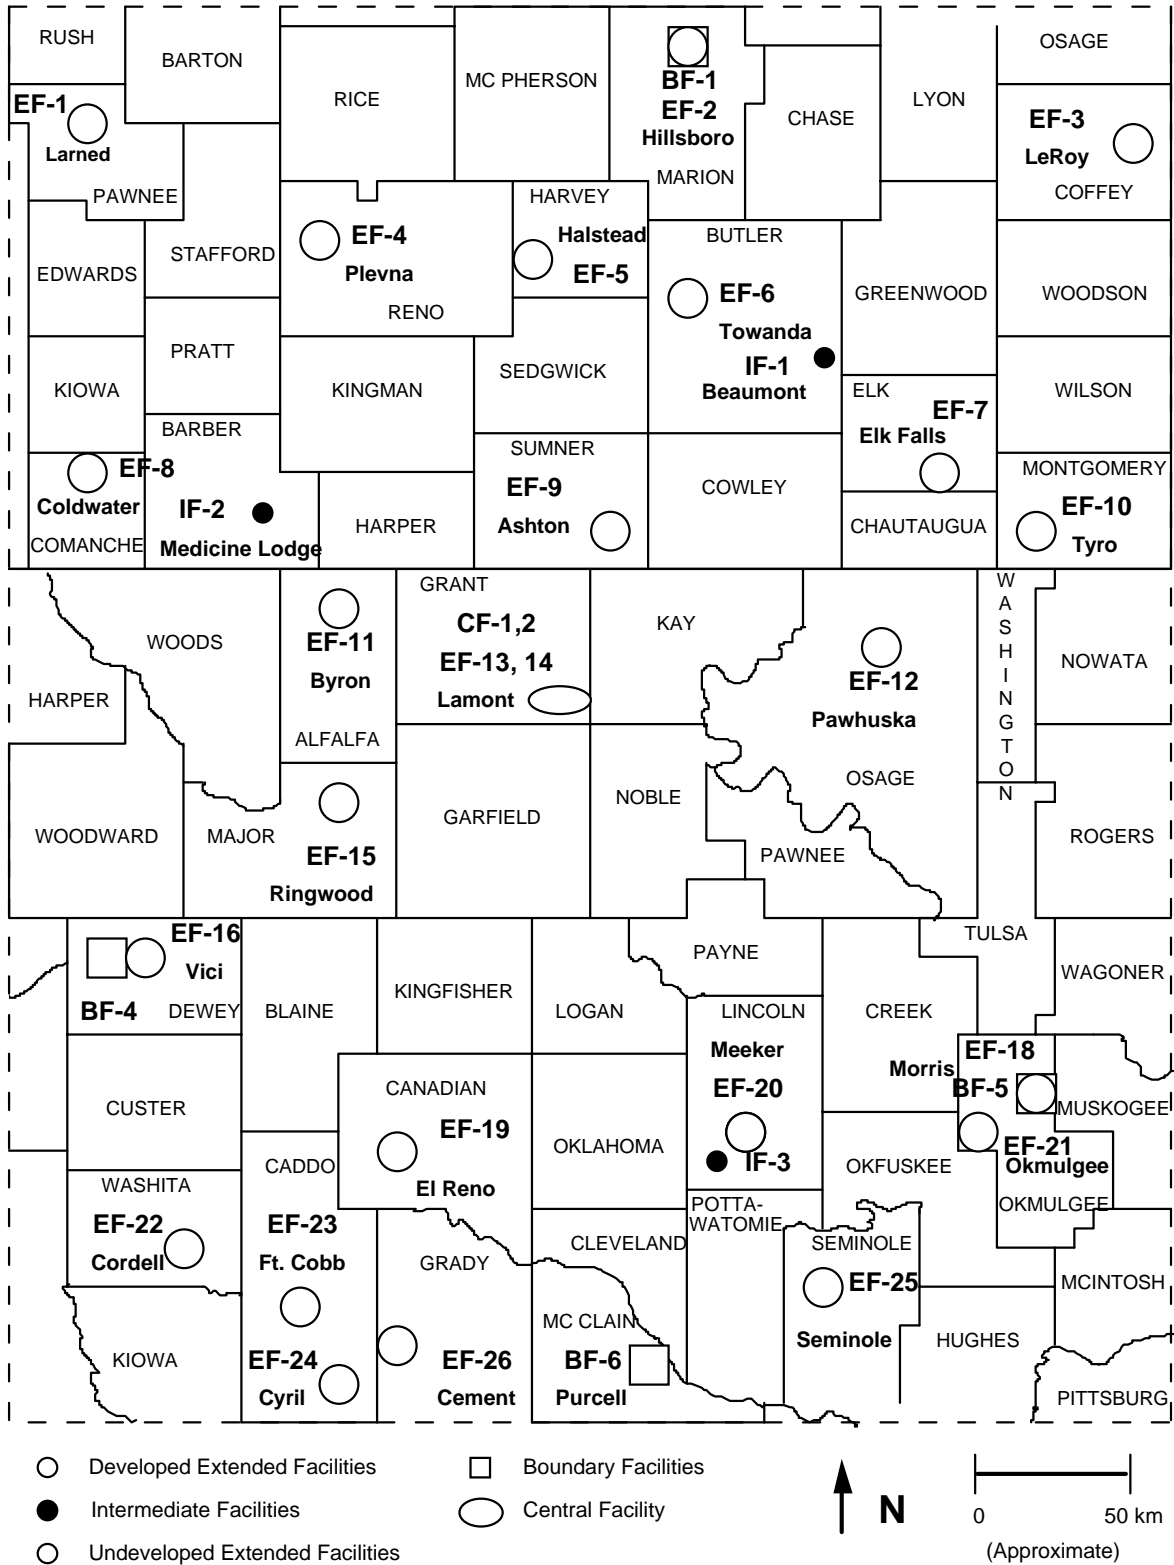 RUSH
BARTON
RICE
MC PHERSON
BF-1
EF-2
Hillsboro
MARION
CHASE
LYON
OSAGE
EF-1
Larned
PAWNEE
EF-3
LeRoy
COFFEY
STAFFORD
EF-4
Plevna
RENO
HARVEY
Halstead
EF-5
BUTLER
EF-6
Towanda
IF-1
Beaumont
GREENWOOD
WOODSON
EDWARDS
PRATT
KIOWA
KINGMAN
SEDGWICK
ELK
EF-7
Elk Falls
WILSON
BARBER
EF-8
Coldwater
COMANCHE
IF-2
Medicine Lodge
HARPER
SUMNER
EF-9
Ashton
COWLEY
CHAUTAUGUA
MONTGOMERY
EF-10
Tyro
WOODS
EF-11
Byron
ALFALFA
GRANT
CF-1,2
EF-13, 14
Lamont
KAY
EF-12
Pawhuska
OSAGE
WASHINGTON
NOWATA
HARPER
WOODWARD
MAJOR
EF-15
Ringwood
GARFIELD
NOBLE
PAWNEE
ROGERS
EF-16
Vici
BF-4
DEWEY
BLAINE
KINGFISHER
LOGAN
PAYNE
TULSA
WAGONER
LINCOLN
Meeker
EF-20
IF-3
CREEK
EF-18
Morris
BF-5
MUSKOGEE
EF-21
Okmulgee
OKMULGEE
CUSTER
CANADIAN
EF-19
El Reno
OKLAHOMA
OKFUSKEE
CADDO
WASHITA
EF-22
Cordell
EF-23
Ft. Cobb
GRADY
CLEVELAND
POTTA-
WATOMIE
SEMINOLE
EF-25
Seminole
MCINTOSH
KIOWA
EF-24
Cyril
EF-26
Cement
MC CLAIN
BF-6
Purcell
HUGHES
PITTSBURG
Developed Extended Facilities
Boundary Facilities
Intermediate Facilities
Central Facility
Undeveloped Extended Facilities
N
0 50 km
(Approximate)